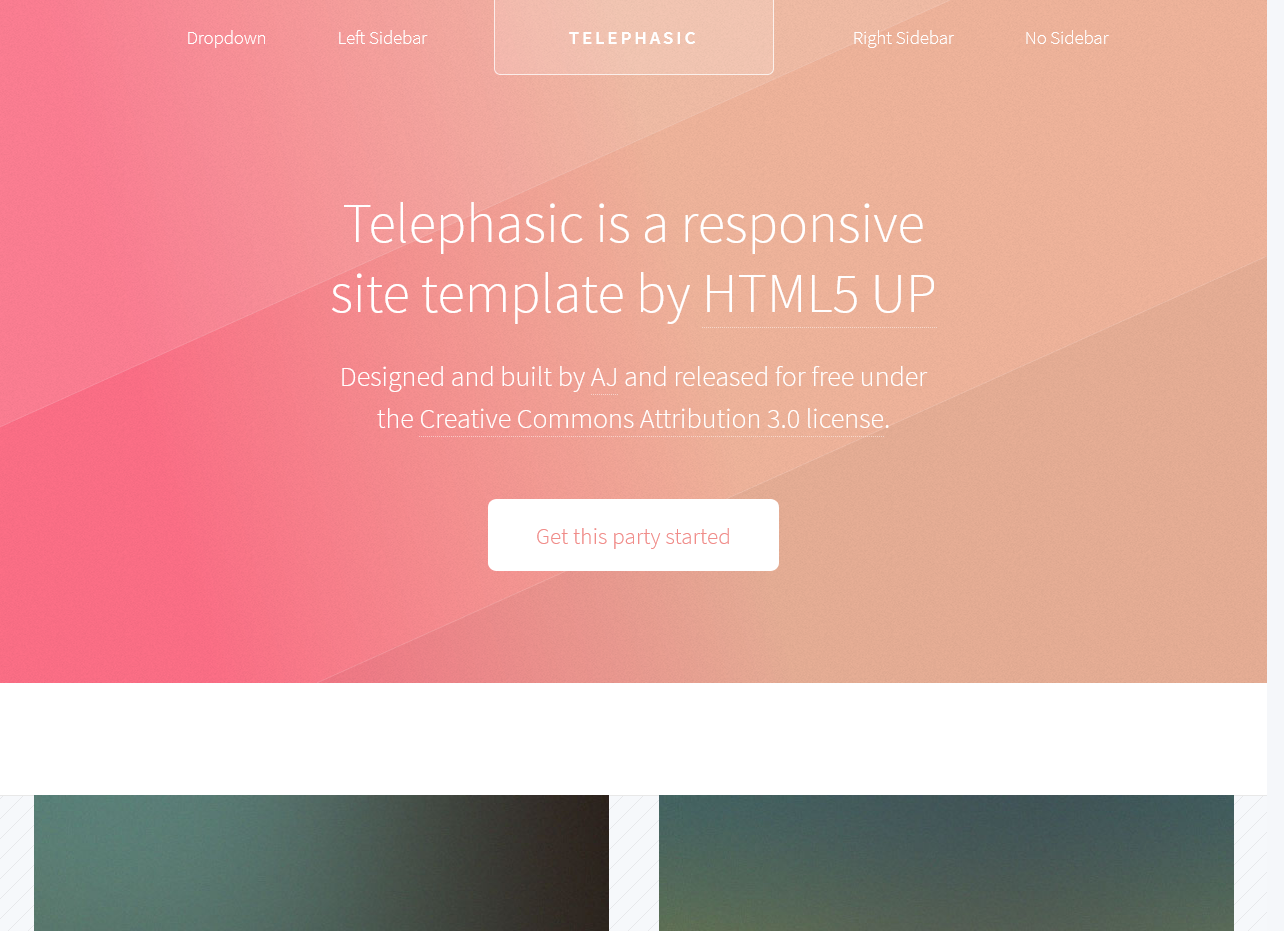 Dropdown Left Sidebar TELEPHASIC Right Sidebar No Sidebar
Telephasic is a responsive
site template by HTML5 UP
Designed and built by AJ and released for free under
the Creative Commons Attribution 3.0 license.
Get this party started